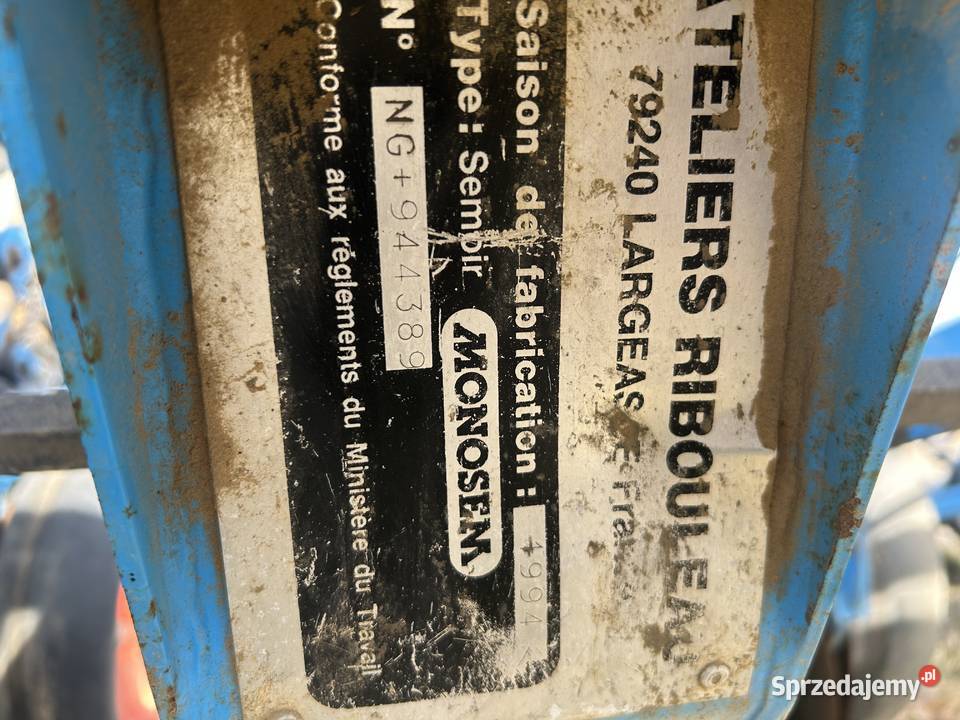 ATELIERS RIBOULEAU
79240 LARGEASSE France
Saison de fabrication : 1994
Type : Semoir MONOSEM
N° NG+944389
Conforme aux réglements du Ministère du Travail
Sprzedajemy.pl